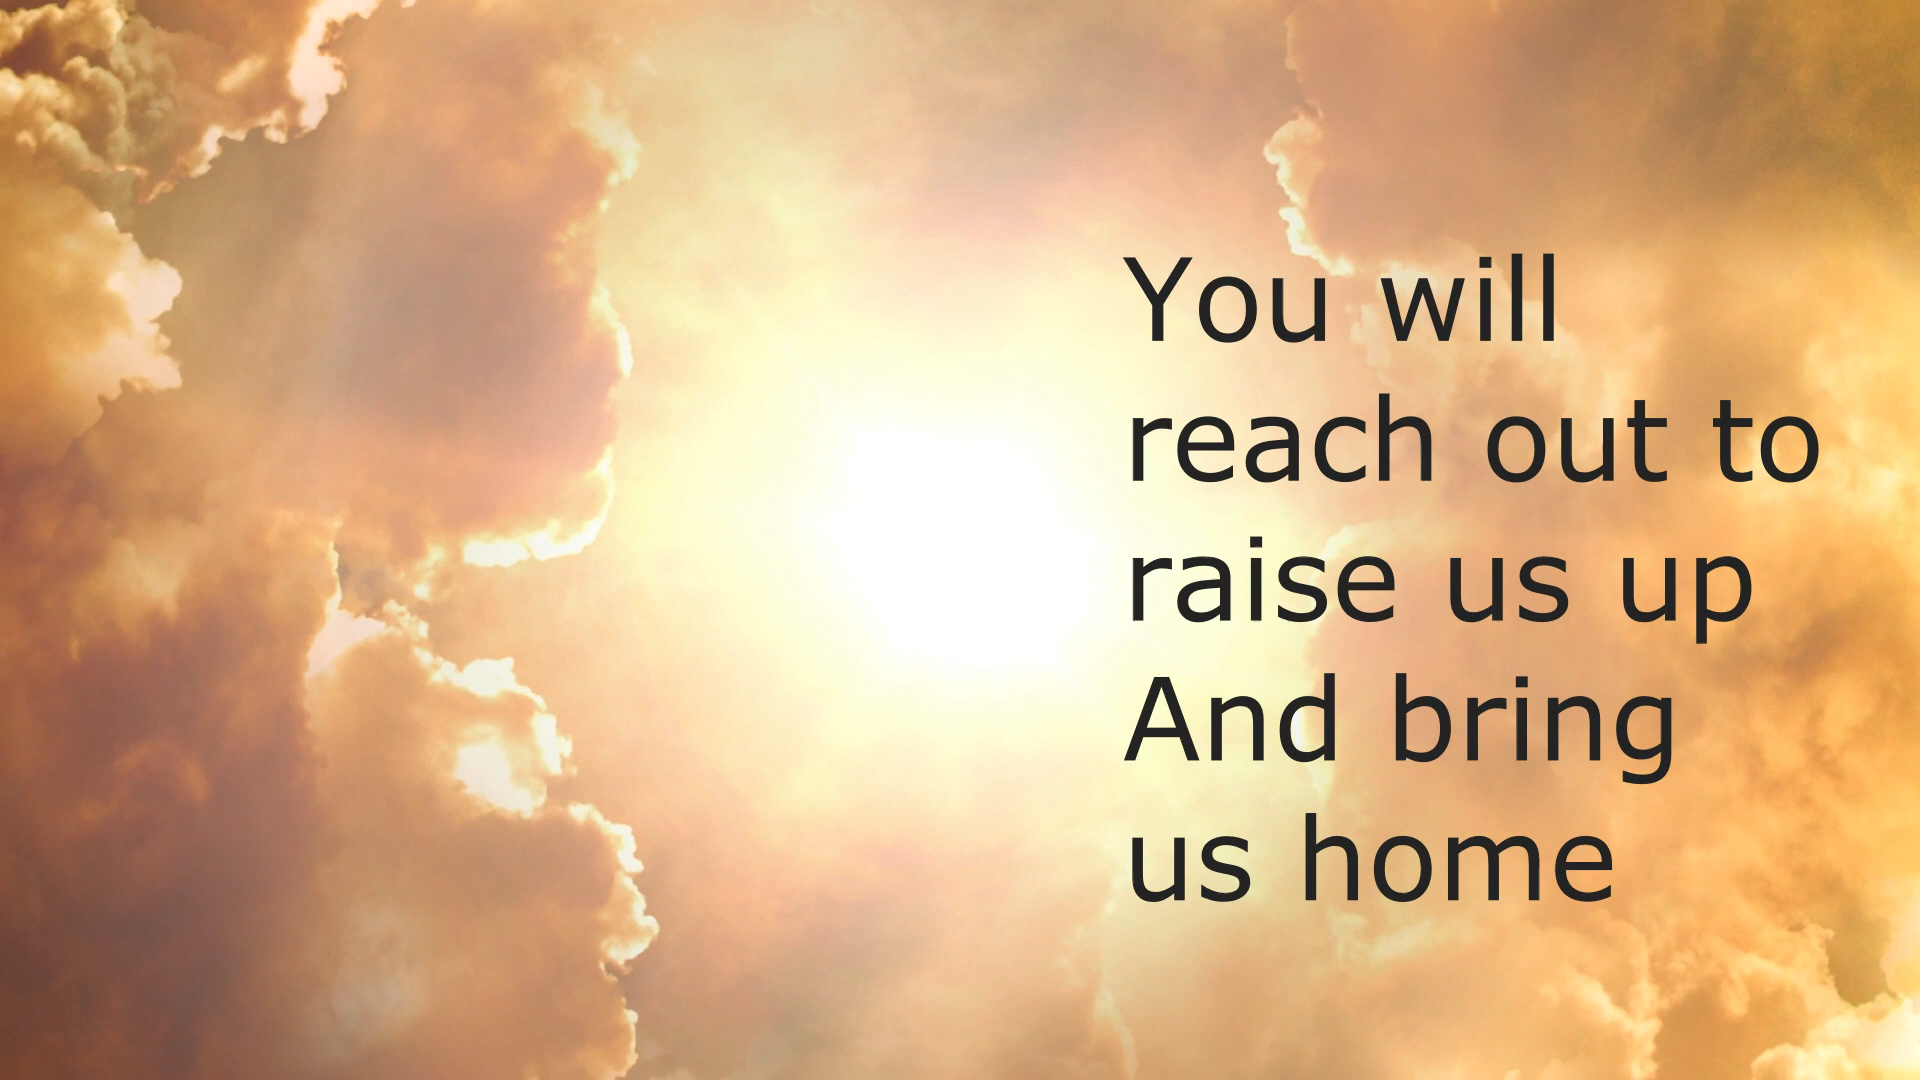 You will
reach out to
raise us up
And bring
us home